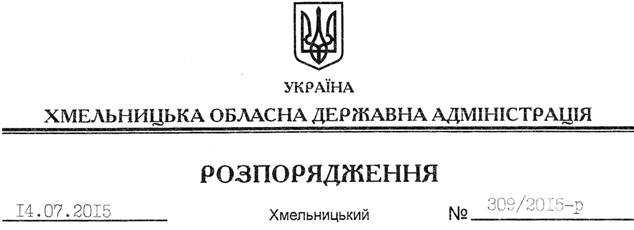 УКРАЇНА
ХМЕЛЬНИЦЬКА ОБЛАСНА ДЕРЖАВНА АДМІНІСТРАЦІЯ
РОЗПОРЯДЖЕННЯ
14.07.2015 Хмельницький № 309/2015-р